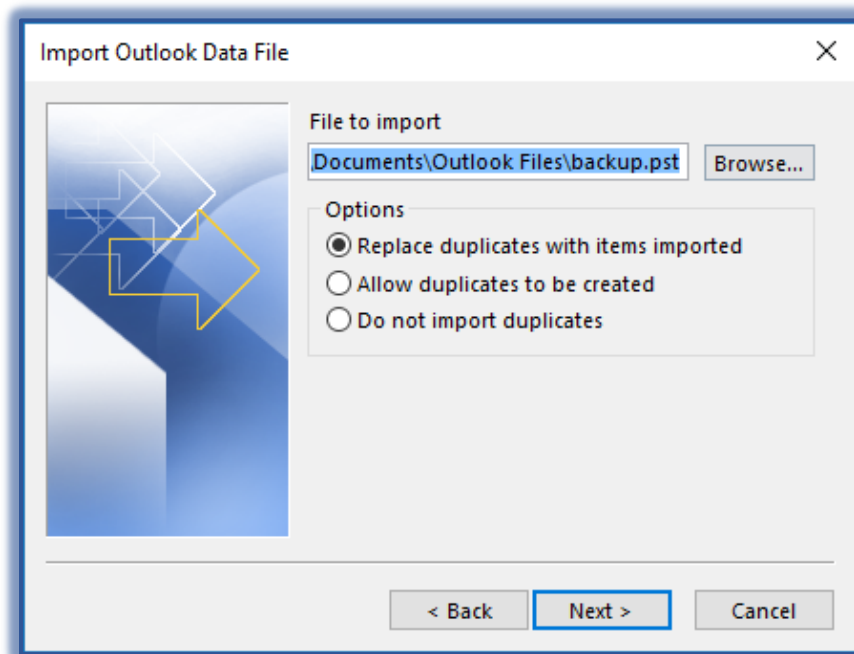 Import Outlook Data File
File to import
\Documents\Outlook Files\backup.pst
Browse...
Options
Replace duplicates with items imported
Allow duplicates to be created
Do not import duplicates
< Back
Next >
Cancel